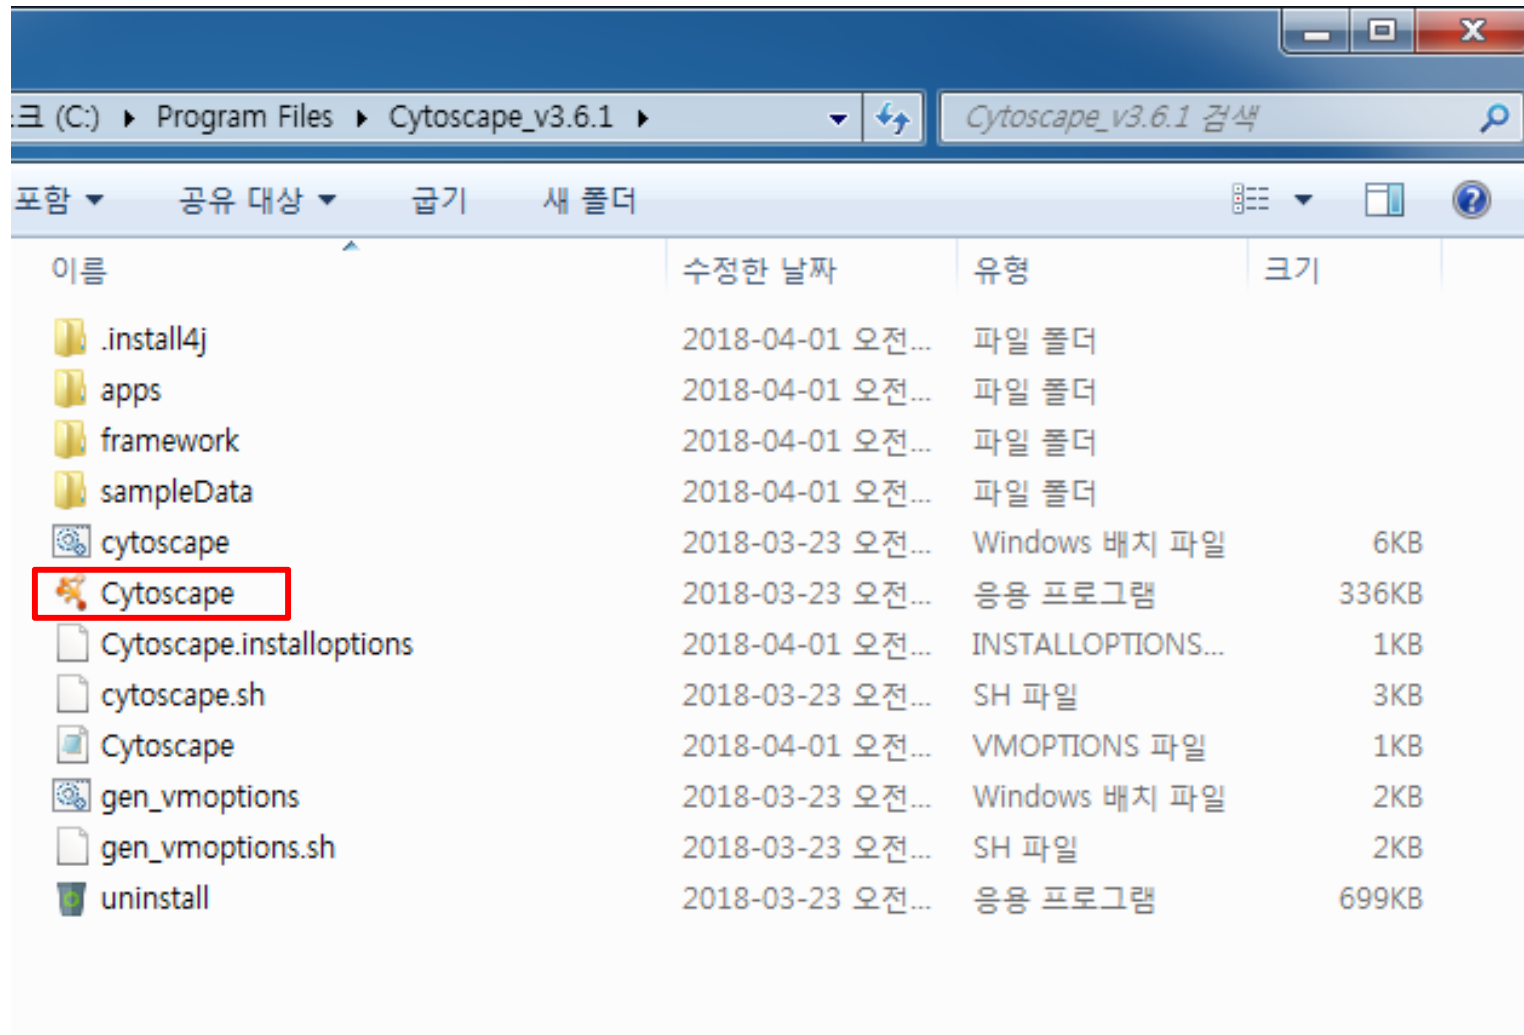 크 (C:) Program Files Cytoscape_v3.6.1 Cytoscape_v3.6.1 검색
포함 공유 대상 굽기 새 폴더
이름 수정한 날짜 유형 크기
.install4j 2018-04-01 오전... 파일 폴더
apps 2018-04-01 오전... 파일 폴더
framework 2018-04-01 오전... 파일 폴더
sampleData 2018-04-01 오전... 파일 폴더
cytoscape 2018-03-23 오전... Windows 배치 파일 6KB
Cytoscape 2018-03-23 오전... 응용 프로그램 336KB
Cytoscape.installoptions 2018-04-01 오전... INSTALLOPTIONS... 1KB
cytoscape.sh 2018-03-23 오전... SH 파일 3KB
Cytoscape 2018-04-01 오전... VMOPTIONS 파일 1KB
gen_vmoptions 2018-03-23 오전... Windows 배치 파일 2KB
gen_vmoptions.sh 2018-03-23 오전... SH 파일 2KB
uninstall 2018-03-23 오전... 응용 프로그램 699KB